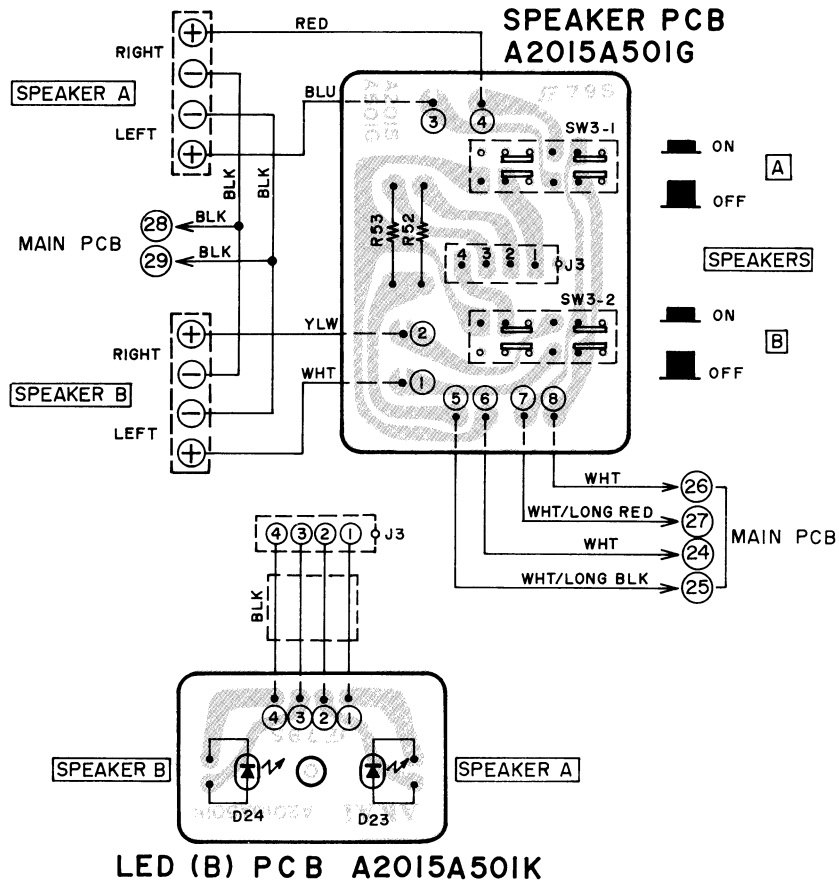 SPEAKER PCB
A2015A501G
RED
RIGHT
SPEAKER A
LEFT
BLU
+
−
−
+
BLK
BLK
28
BLK
MAIN PCB
29
BLK
A2015
A501G
795
3
4
SW3-1
ON
A
OFF
R53
R52
4 3 2 1
J3
SPEAKERS
SW3-2
ON
B
OFF
+
YLW
2
RIGHT
−
SPEAKER B
WHT
1
−
LEFT
+
5 6 7 8
WHT
26
WHT/LONG RED
27
MAIN PCB
WHT
24
WHT/LONG BLK
25
4 3 2 1
J3
BLK
4 3 2 1
795
SPEAKER B
SPEAKER A
D24
D23
LED (B) PCB A2015A501K